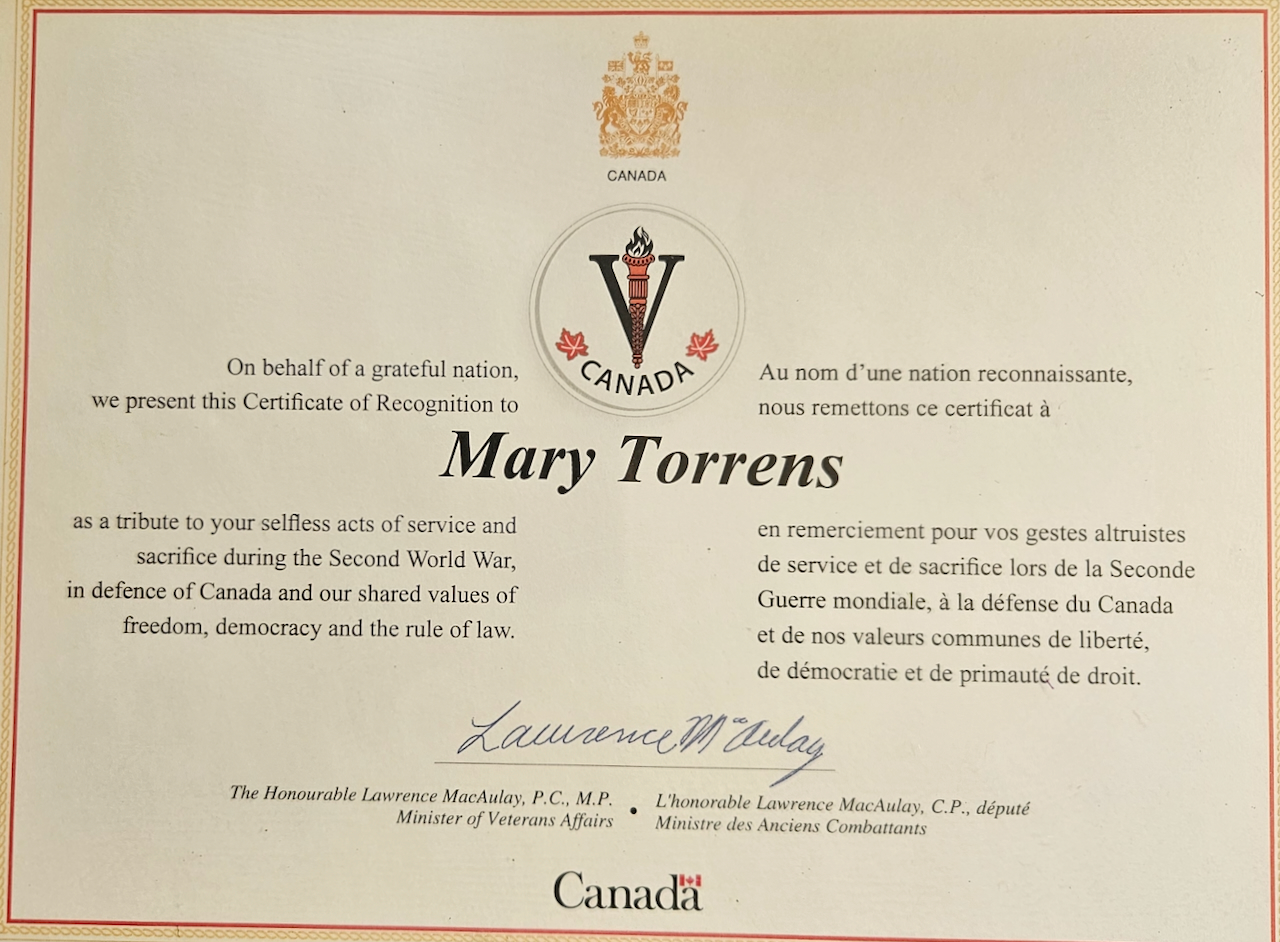 CANADA
V
CANADA
On behalf of a grateful nation,
we present this Certificate of Recognition to
Au nom d’une nation reconnaissante,
nous remettons ce certificat à
Mary Torrens
as a tribute to your selfless acts of service and
sacrifice during the Second World War,
in defence of Canada and our shared values of
freedom, democracy and the rule of law.
en remerciement pour vos gestes altruistes
de service et de sacrifice lors de la Seconde
Guerre mondiale, à la défense du Canada
et de nos valeurs communes de liberté,
de démocratie et de primauté de droit.
Lawrence MacAulay
The Honourable Lawrence MacAulay, P.C., M.P.
Minister of Veterans Affairs
•
L'honorable Lawrence MacAulay, C.P., député
Ministre des Anciens Combattants
Canada